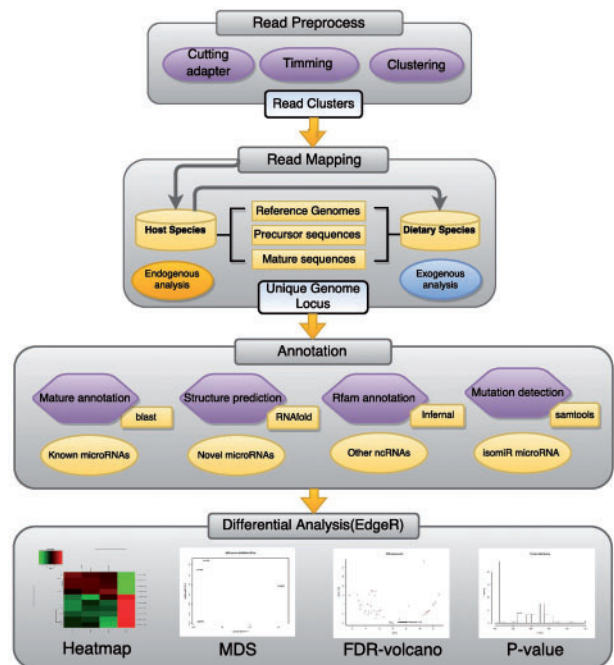 Read Preprocess
Cutting
adapter
Timming
Clustering
Read Clusters
Read Mapping
Host Species
Reference Genomes
Precursor sequences
Mature sequences
Dietary Species
Endogenous
analysis
Exogenous
analysis
Unique Genome
Locus
Annotation
Mature annotation
blast
Structure prediction
RNAfold
Rfam annotation
Infernal
Mutation detection
samtools
Known microRNAs
Novel microRNAs
Other ncRNAs
isomiR microRNA
Differential Analysis(EdgeR)
Heatmap
MDS
FDR-volcano
P-value